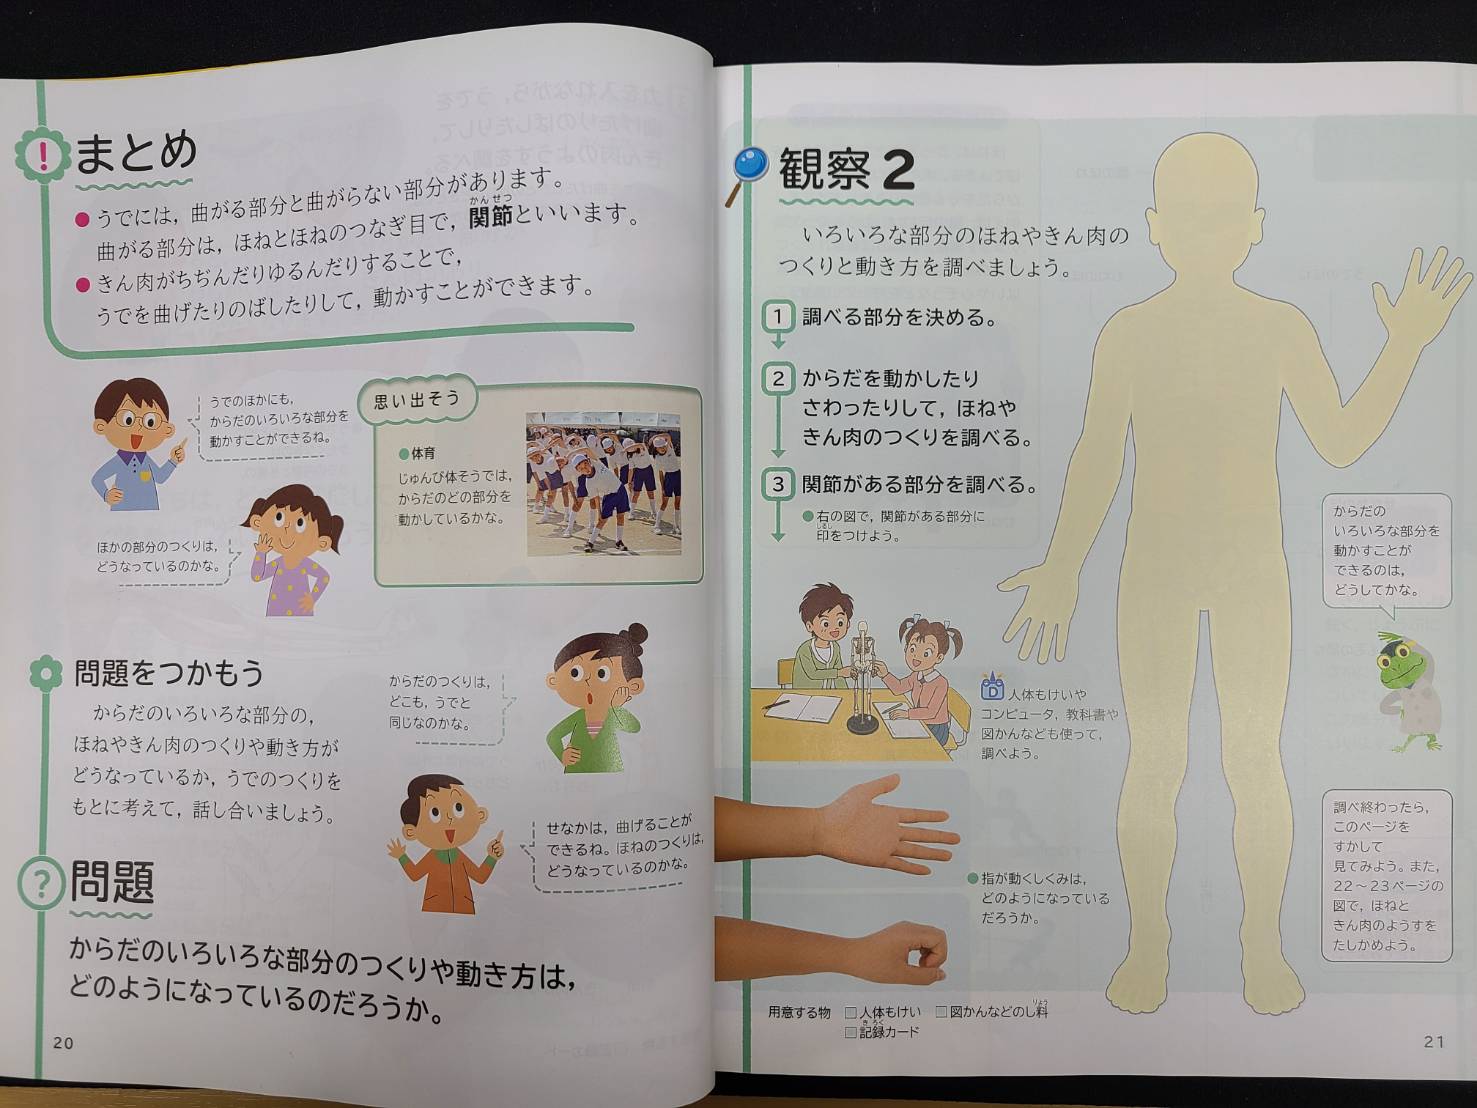 まとめ
●うでには，曲がる部分と曲がらない部分があります。
かんせつ
曲がる部分は，ほねとほねのつなぎ目で，関節といいます。
●きん肉がちぢんだりゆるんだりすることで，
うでを曲げたりのばしたりして，動かすことができます。
うでのほかにも，
からだのいろいろな部分を
動かすことができるね。
ほかの部分のつくりは，
どうなっているのかな。
思い出そう
●体育
じゅんび体そうでは，
からだのどの部分を
動かしているかな。
問題をつかもう
からだのいろいろな部分の，
ほねやきん肉のつくりや動き方が
どうなっているか，うでのつくりを
もとに考えて，話し合いましょう。
からだのつくりは，
どこも，うでと
同じなのかな。
せなかは，曲げることが
できるね。ほねのつくりは，
どうなっているのかな。
?問題
からだのいろいろな部分のつくりや動き方は，
どのようになっているのだろうか。
20
観察2
いろいろな部分のほねやきん肉の
つくりと動き方を調べましょう。
1 調べる部分を決める。
2 からだを動かしたり
さわったりして，ほねや
きん肉のつくりを調べる。
3 関節がある部分を調べる。
●右の図で，関節がある部分に
しるし
印をつけよう。
D 人体もけいや
コンピュータ，教科書や
図かんなども使って，
調べよう。
●指が動くしくみは，
どのようになっている
だろうか。
からだの
いろいろな部分を
動かすことが
できるのは，
どうしてかな。
調べ終わったら，
このページを
すかして
見てみよう。また，
22～23ページの
図で，ほねと
きん肉のようすを
たしかめよう。
用意する物 □人体もけい □図かんなどのし料
りょう
きろく
□記録カード
21